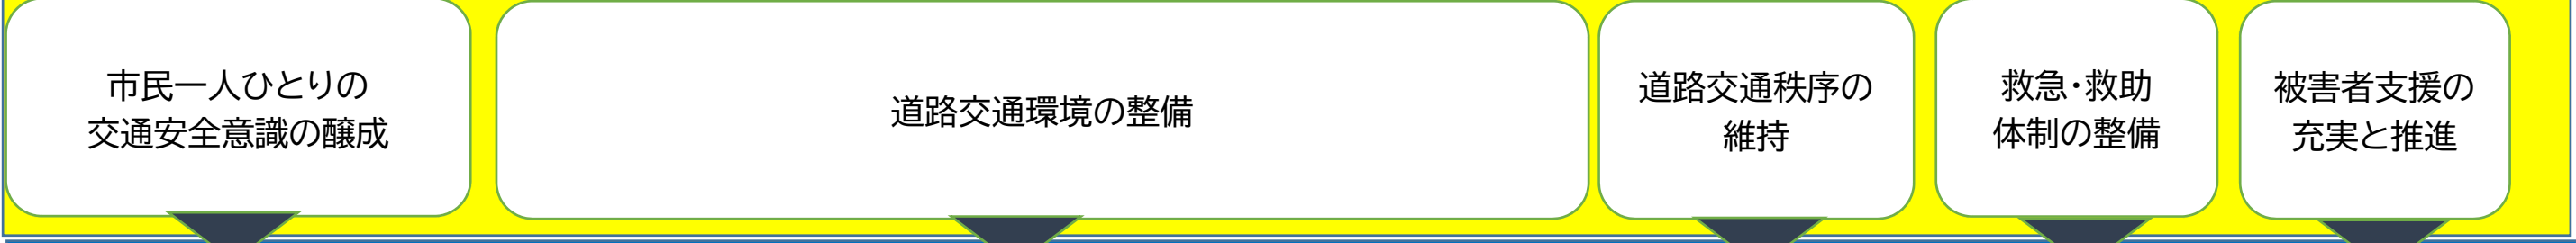 市民一人ひとりの
交通安全意識の醸成
道路交通環境の整備
道路交通秩序の
維持
救急・救助
体制の整備
被害者支援の
充実と推進